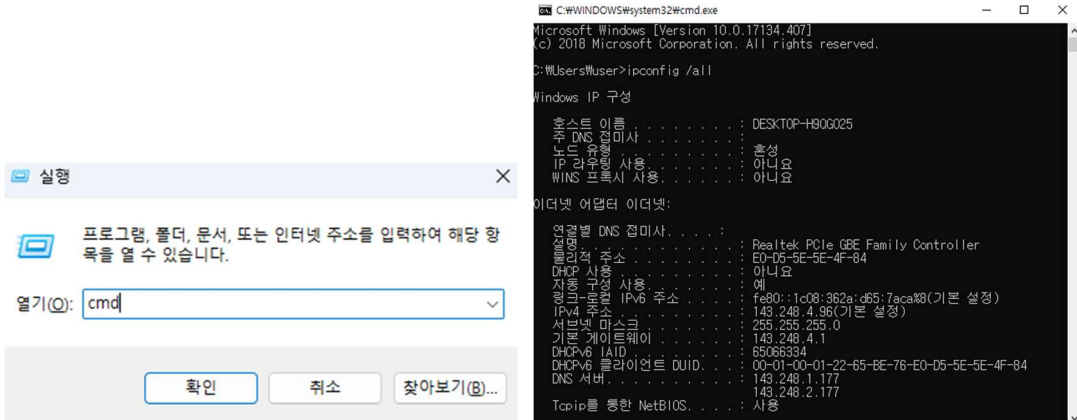 실행
프로그램, 폴더, 문서, 또는 인터넷 주소를 입력하여 해당 항
목을 열 수 있습니다.
열기(O): cmd
확인 취소 찾아보기(B)...
C:₩WINDOWS₩system32₩cmd.exe
Microsoft Windows [Version 10.0.17134.407]
(c) 2018 Microsoft Corporation. All rights reserved.
C:₩Users₩user>ipconfig /all
Windows IP 구성
호스트 이름 . . . . . . . . : DESKTOP-H9QG025
주 DNS 접미사 . . . . . . . :
노드 유형 . . . . . . . . . : 혼성
IP 라우팅 사용. . . . . . . : 아니요
WINS 프록시 사용. . . . . . : 아니요
이더넷 어댑터 이더넷:
연결별 DNS 접미사. . . . :
설명. . . . . . . . . . . . : Realtek PCIe GBE Family Controller
물리적 주소 . . . . . . . . : E0-D5-5E-5E-4F-84
DHCP 사용 . . . . . . . . . : 아니요
자동 구성 사용. . . . . . . : 예
링크-로컬 IPv6 주소 . . . . : fe80::1c08:362a:d65:7aca%8(기본 설정)
IPv4 주소 . . . . . . . . . : 143.248.4.96(기본 설정)
서브넷 마스크 . . . . . . . : 255.255.255.0
기본 게이트웨이 . . . . . . : 143.248.4.1
DHCPv6 IAID . . . . . . . . : 65066334
DHCPv6 클라이언트 DUID. . . : 00-01-00-01-22-65-BE-76-E0-D5-5E-5E-4F-84
DNS 서버. . . . . . . . . . : 143.248.1.177
143.248.2.177
Tcpip를 통한 NetBIOS. . . . : 사용